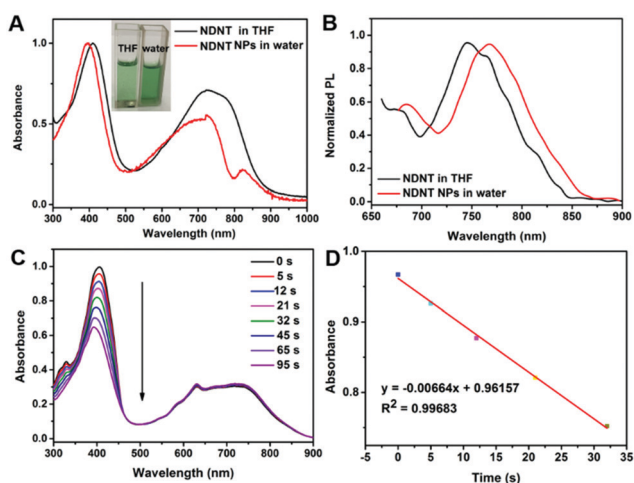 A
NDNT in THF
NDNT NPs in water
THF water
Absorbance
1.0
0.5
0.0
300 400 500 600 700 800 900 1000
Wavelength (nm)
B
Normalized PL
1.0
0.8
0.6
0.4
0.2
0.0
NDNT in THF
NDNT NPs in water
650 700 750 800 850 900
Wavelength (nm)
C
Absorbance
1.0
0.8
0.6
0.4
0.2
0.0
0 s
5 s
12 s
21 s
32 s
45 s
65 s
95 s
300 400 500 600 700 800 900
Wavelength (nm)
D
Absorbance
1.0
0.9
0.8
y = -0.00664x + 0.96157
R² = 0.99683
-5 0 5 10 15 20 25 30 35
Time (s)